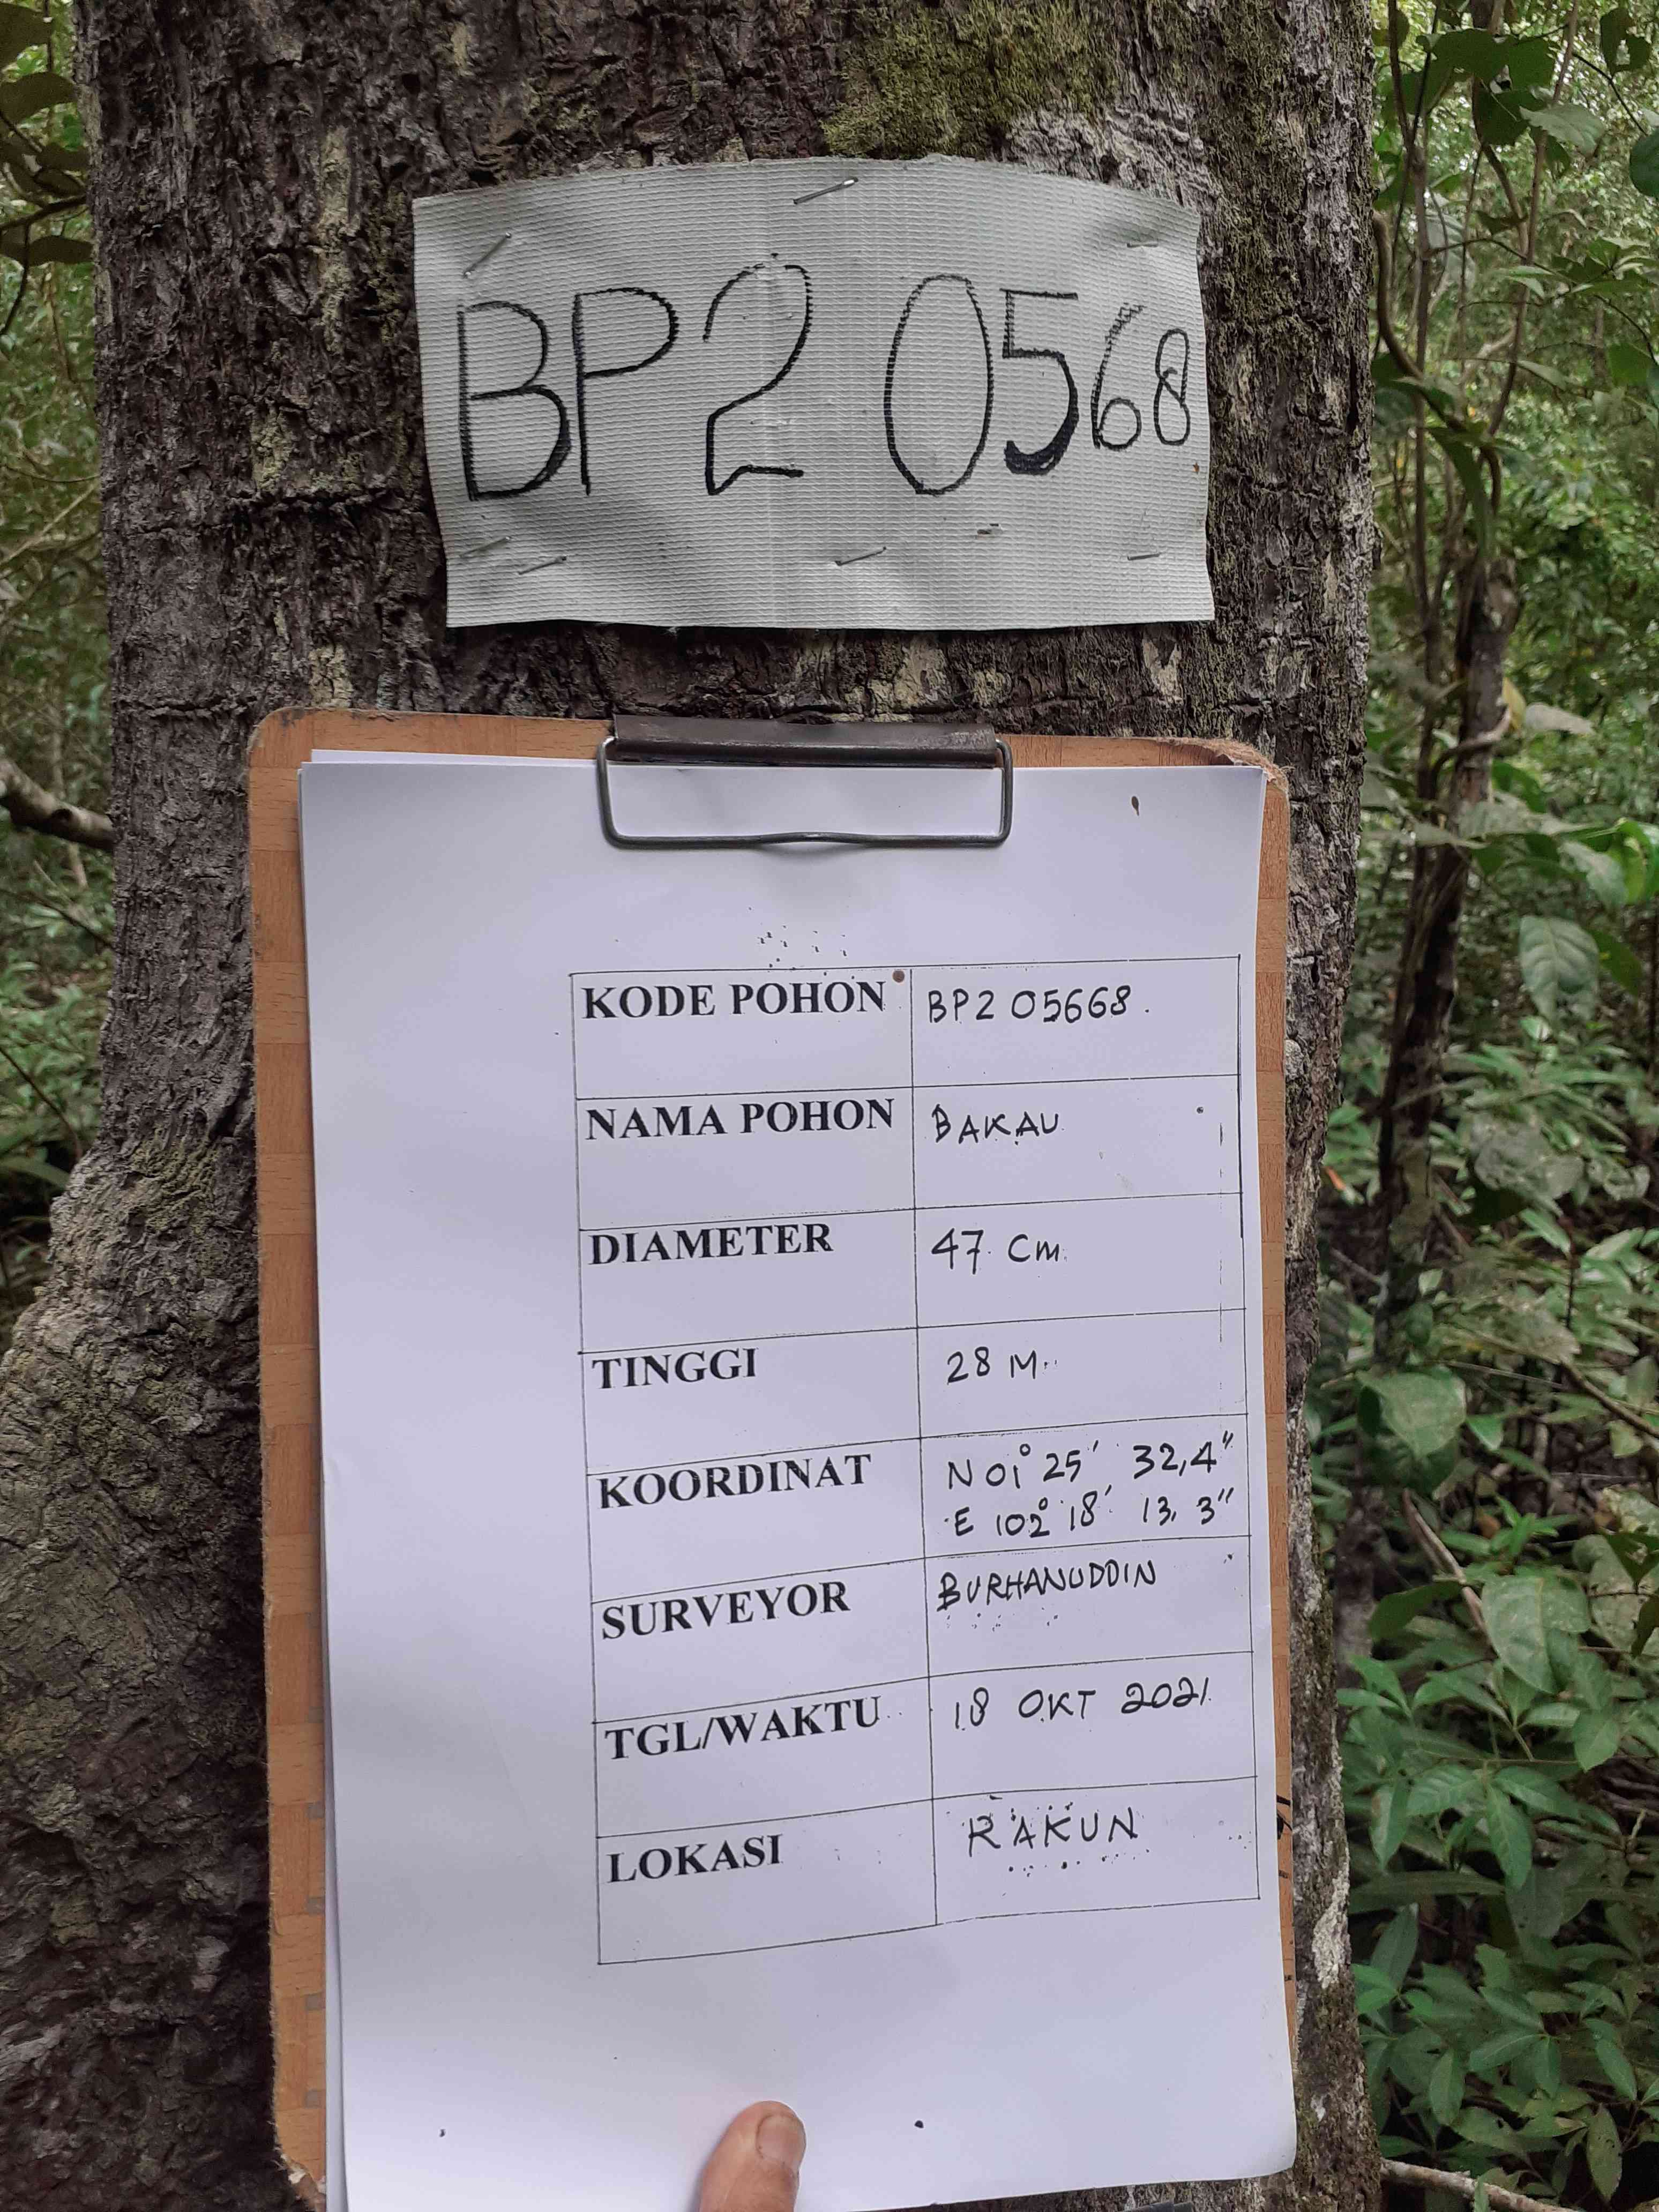 BP2 0568
KODE POHON BP2 05668.
NAMA POHON BAKAU
DIAMETER 47 Cm
TINGGI 28 M
KOORDINAT N 01° 25' 32,4"
E 102° 18' 13,3"
SURVEYOR BURHANUDDIN
TGL/WAKTU 18 OKT 2021
LOKASI RAKUN